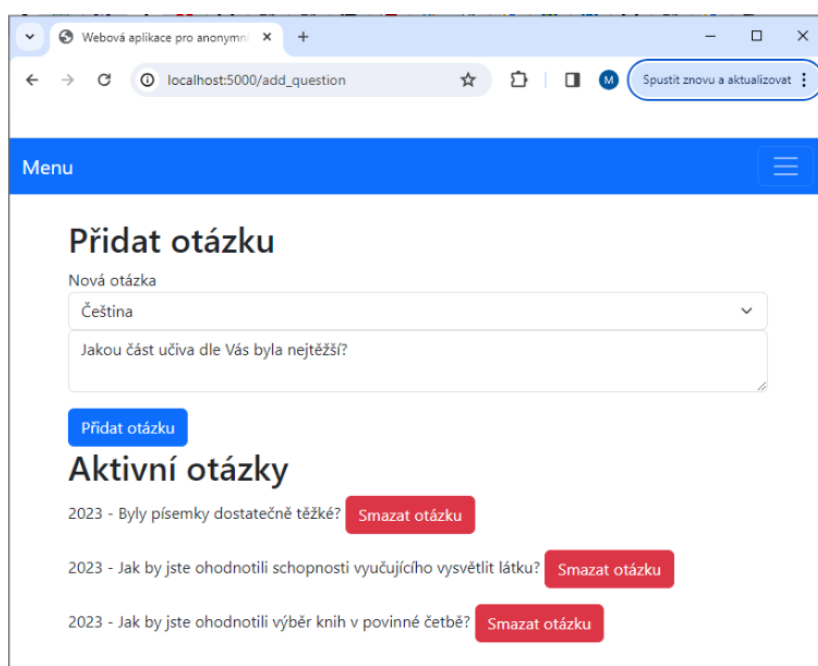 Webová aplikace pro anonymn
localhost:5000/add_question
M
Spustit znovu a aktualizovat
Menu
Přidat otázku
Nová otázka
Čeština
Jakou část učiva dle Vás byla nejtěžší?
Přidat otázku
Aktivní otázky
2023 - Byly písemky dostatečně těžké? Smazat otázku
2023 - Jak by jste ohodnotili schopnosti vyučujícího vysvětlit látku? Smazat otázku
2023 - Jak by jste ohodnotili výběr knih v povinné četbě? Smazat otázku